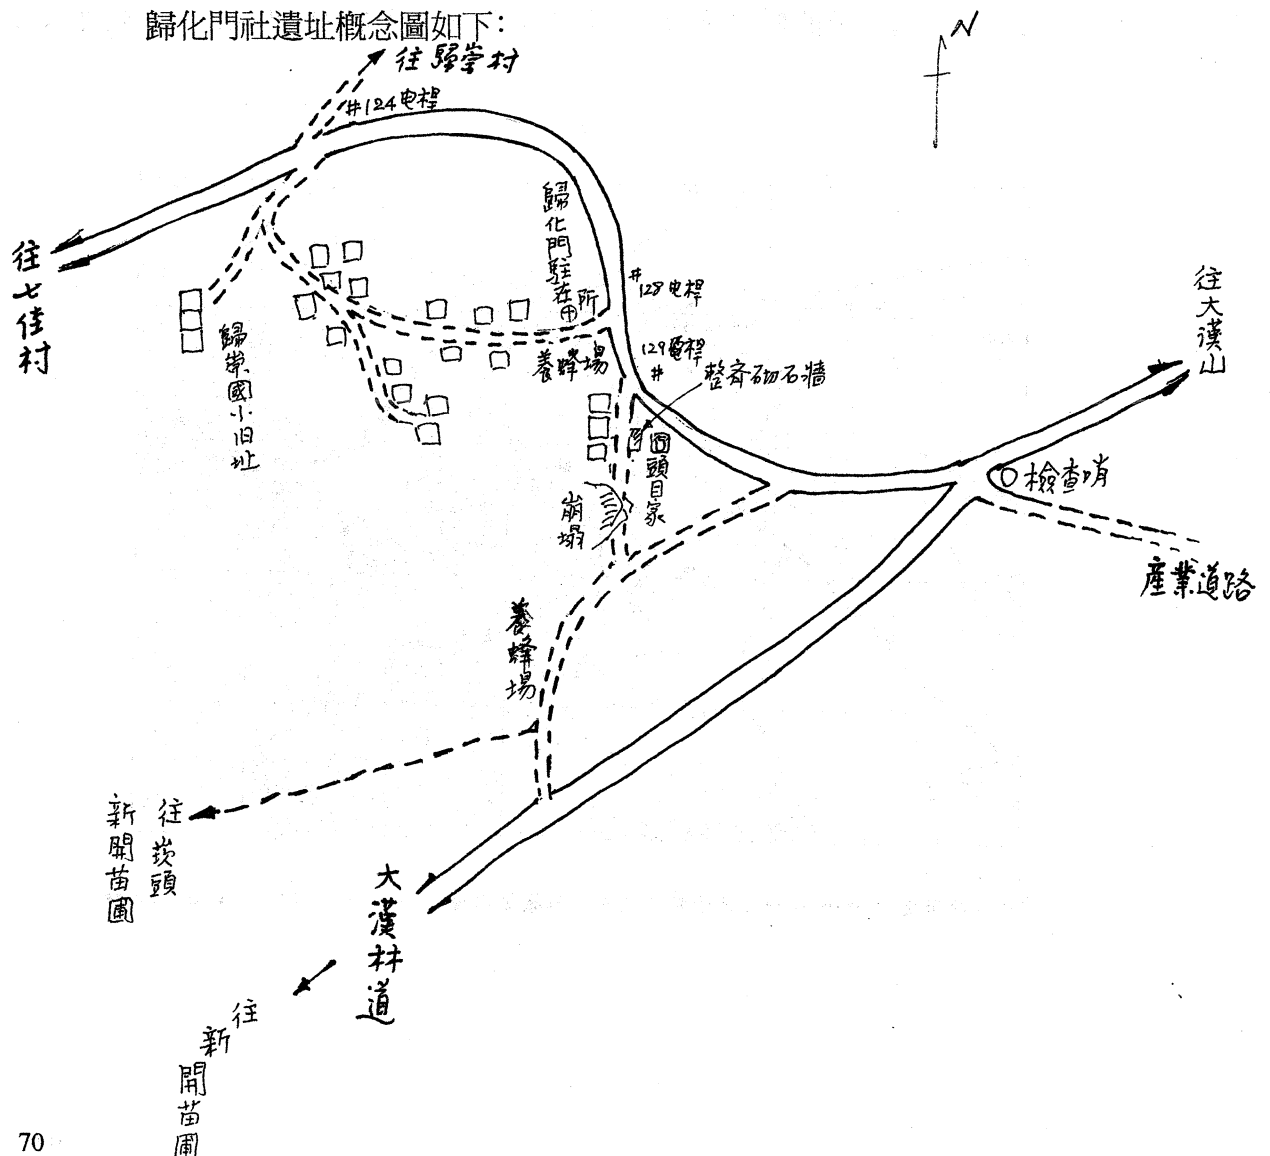 歸化門社遺址概念圖如下：
N
往歸崇村
#124电桿
歸化門駐在所
往七佳村
#128电桿
往大漢山
129電桿
#
養蜂場
整齐砌石牆
歸崇國小旧址
頭目家
檢查哨
崩塌
產業道路
養蜂場
往崁頭
新開苗圃
大漢林道
往新開苗圃
70